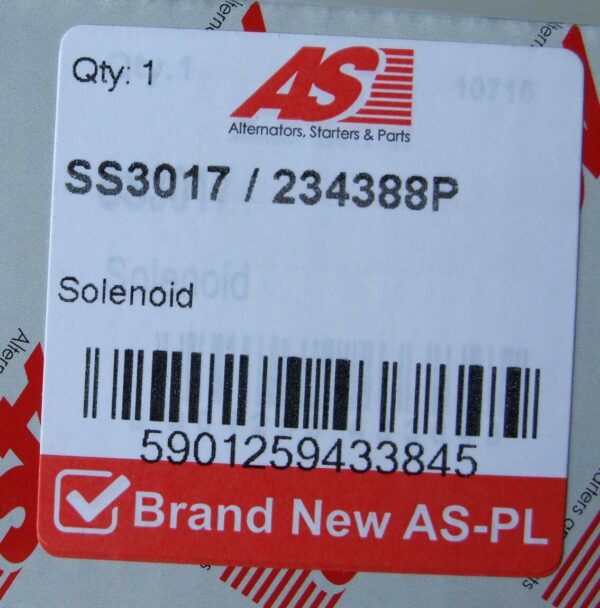 Qty: 1
AS
Alternators, Starters & Parts
SS3017 / 234388P
Solenoid
5901259433845
Brand New AS-PL